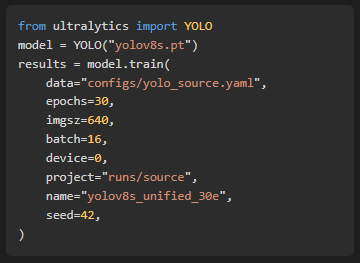 from ultralytics import YOLO
model = YOLO("yolov8s.pt")
results = model.train(
    data="configs/yolo_source.yaml",
    epochs=30,
    imgsz=640,
    batch=16,
    device=0,
    project="runs/source",
    name="yolov8s_unified_30e",
    seed=42,
)